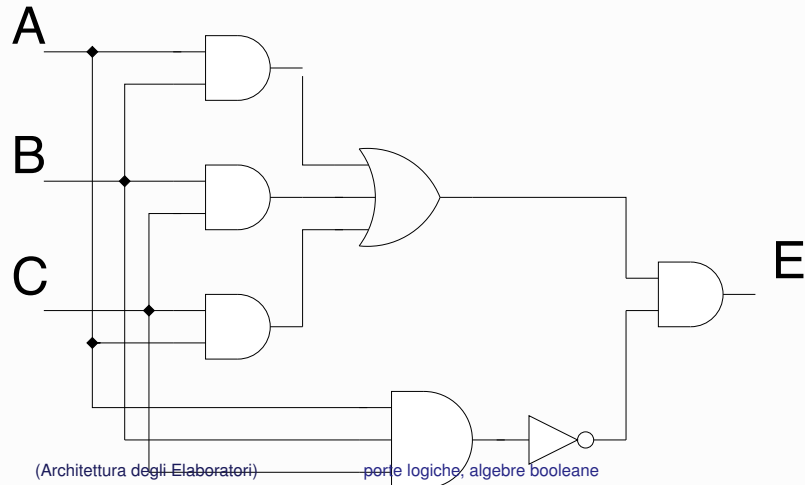 A
B
C
E
(Architettura degli Elaboratori) porte logiche, algebre booleane